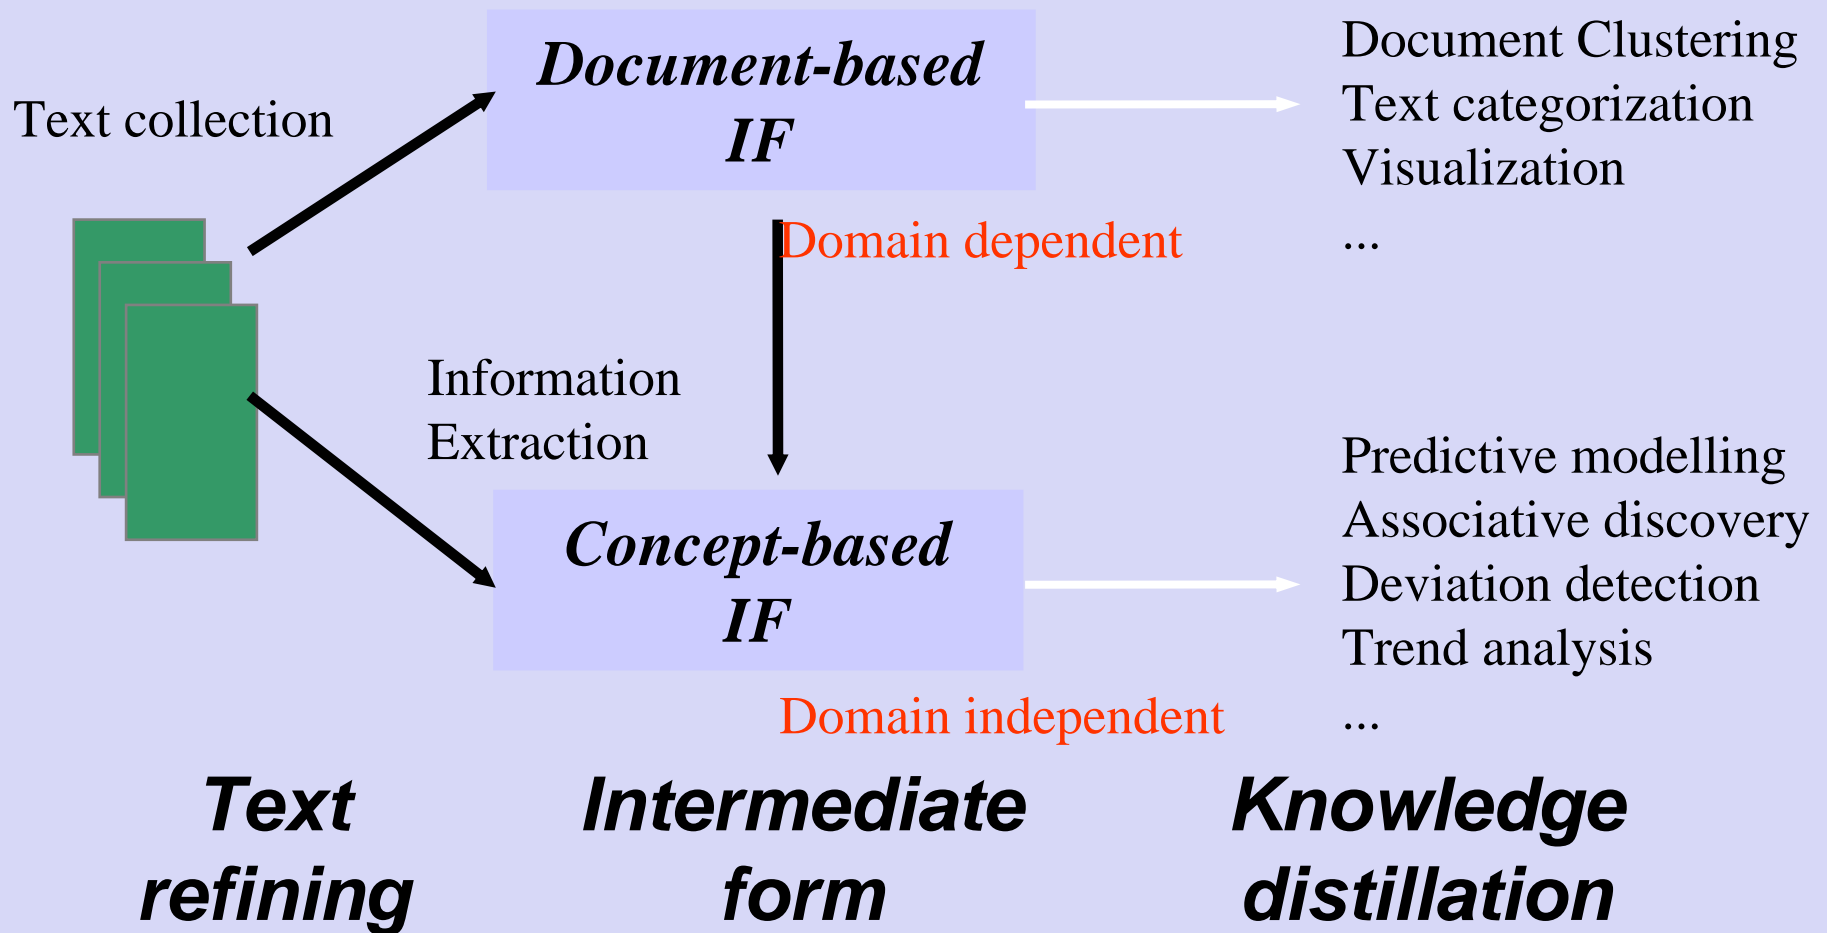 Text collection
Document-based
IF
Document Clustering
Text categorization
Visualization
...
Domain dependent
Information
Extraction
Concept-based
IF
Predictive modelling
Associative discovery
Deviation detection
Trend analysis
...
Domain independent
Text
refining
Intermediate
form
Knowledge
distillation